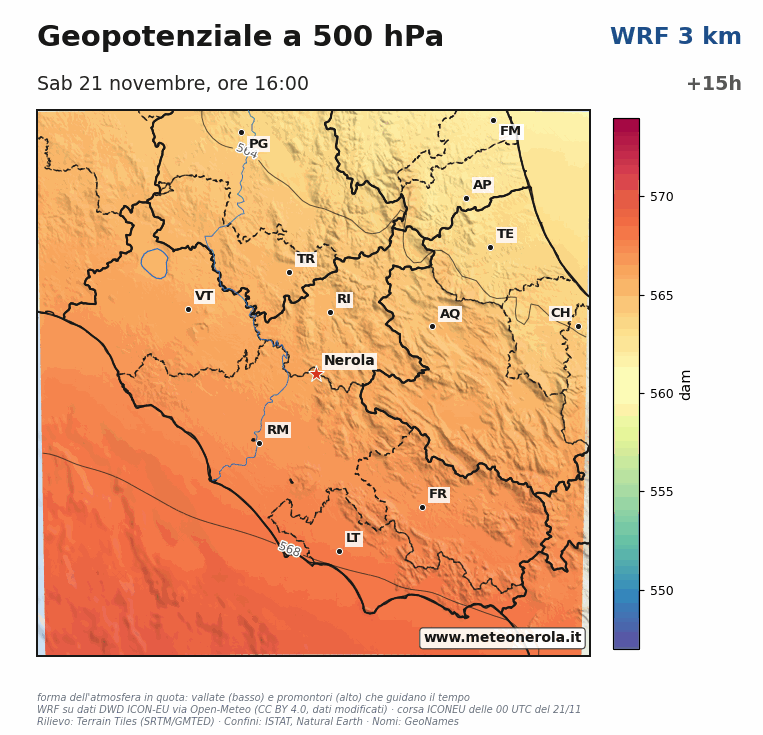 Geopotenziale a 500 hPa
WRF 3 km
Sab 21 novembre, ore 16:00
+15h
FM
PG
564
AP
TE
TR
VT
RI
AQ
CH.
Nerola
RM
FR
LT
568
www.meteonerola.it
570
565
560
555
550
dam
forma dell'atmosfera in quota: vallate (basso) e promontori (alto) che guidano il tempo
WRF su dati DWD ICON-EU via Open-Meteo (CC BY 4.0, dati modificati) · corsa ICONEU delle 00 UTC del 21/11
Rilievo: Terrain Tiles (SRTM/GMTED) · Confini: ISTAT, Natural Earth · Nomi: GeoNames